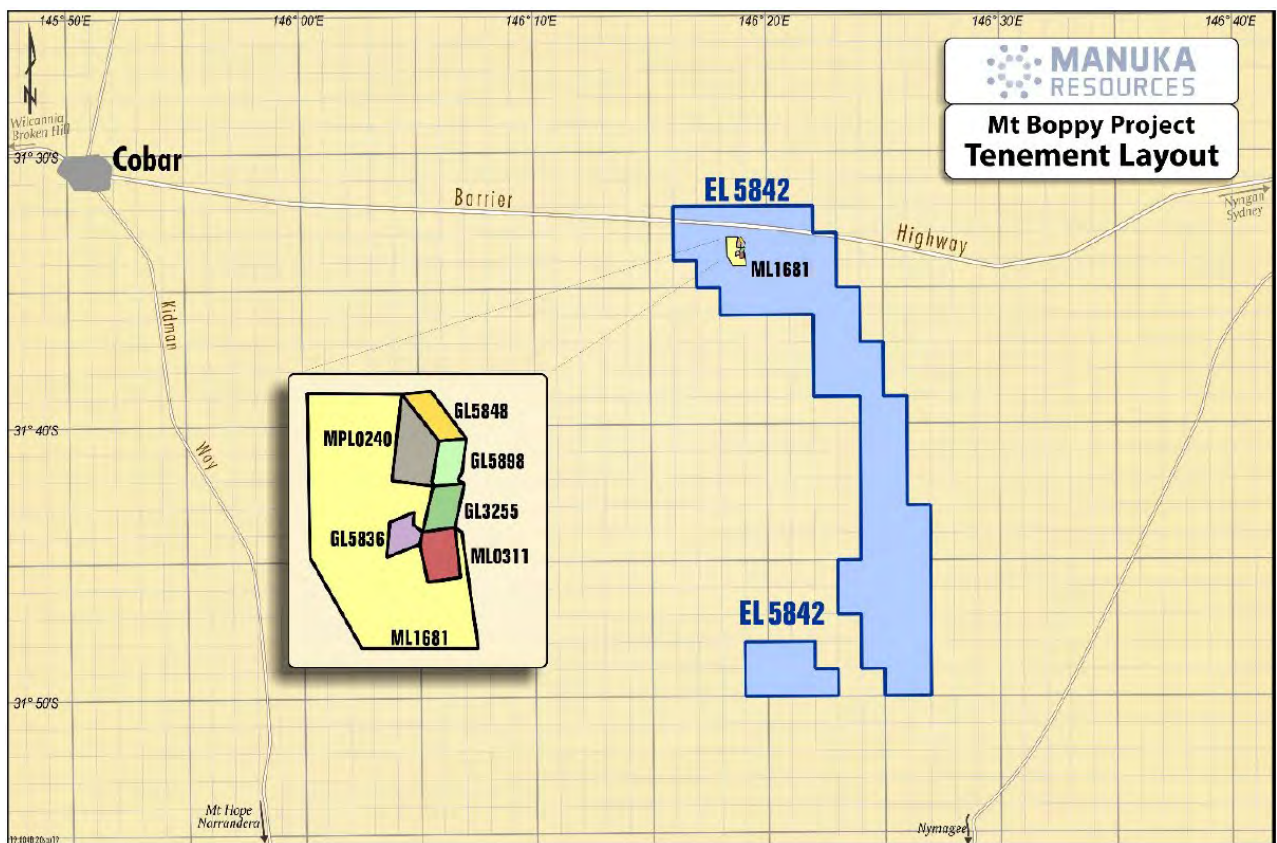 145° 50'E
146° 00'E
146° 10'E
146° 20'E
146° 30'E
146° 40'E
N
MANUKA
RESOURCES
Mt Boppy Project
Tenement Layout
Wilcannia
Broken Hill
31° 30'S
Cobar
Barrier
EL 5842
Highway
Nyngan
Sydney
ML1681
Kidman
Way
31° 40'S
GL5848
MPL0240
GL5898
GL3255
GL5836
ML0311
ML1681
EL 5842
31° 50'S
Mt Hope
Narrandera
Nymagee